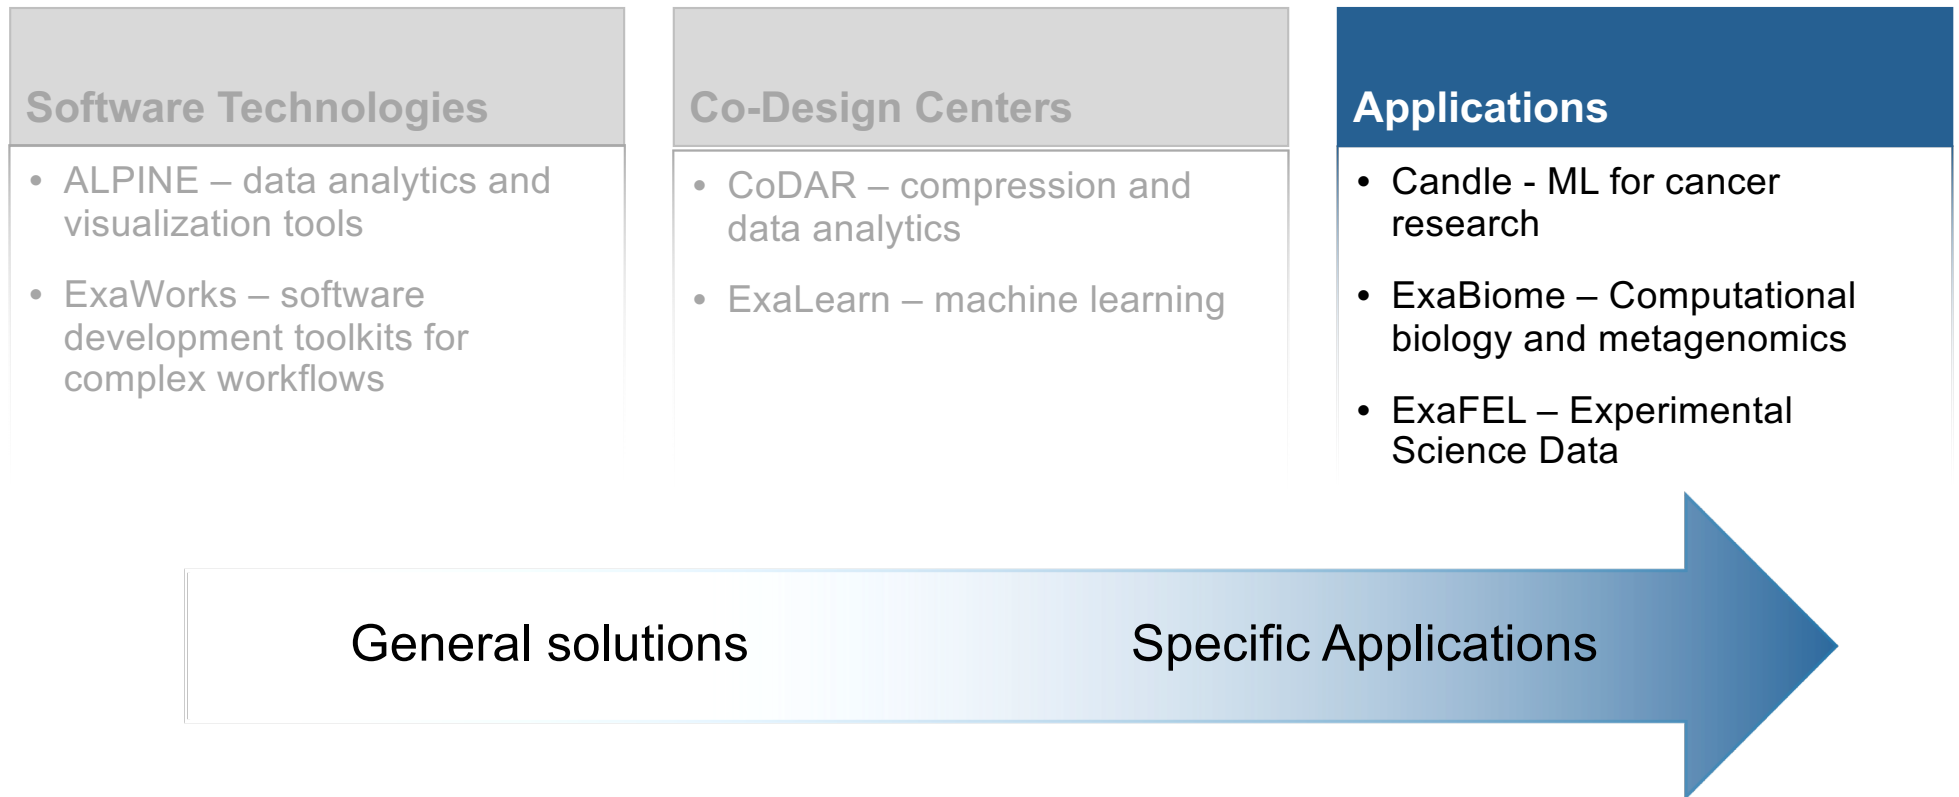 Software Technologies
• ALPINE – data analytics and
visualization tools
• ExaWorks – software
development toolkits for
complex workflows
Co-Design Centers
• CoDAR – compression and
data analytics
• ExaLearn – machine learning
Applications
• Candle - ML for cancer
research
• ExaBiome – Computational
biology and metagenomics
• ExaFEL – Experimental
Science Data
General solutions
Specific Applications